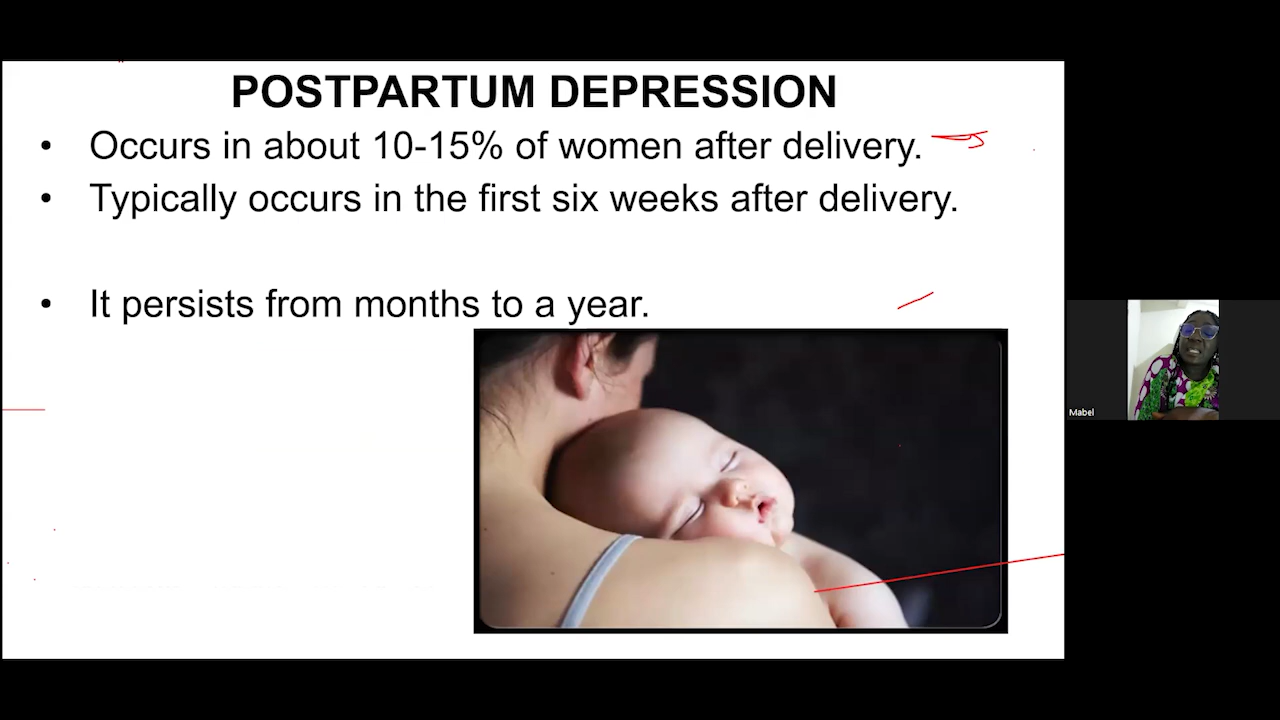 POSTPARTUM DEPRESSION
• Occurs in about 10-15% of women after delivery.
• Typically occurs in the first six weeks after delivery.
• It persists from months to a year.
Mabel